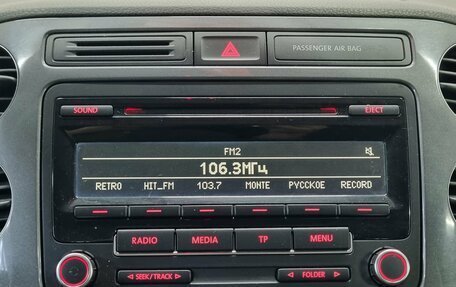 PASSENGER AIR BAG
SOUND
EJECT
FM2
106.3МГц
RETRO HIT_FM 103.7 МОНТЕ РУССКОЕ RECORD
RADIO MEDIA TP MENU
SEEK/TRACK FOLDER